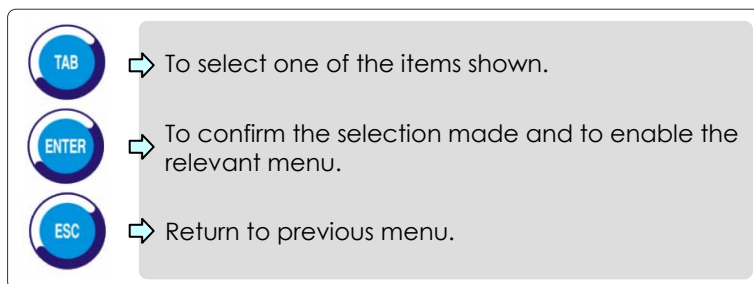 TAB
To select one of the items shown.
ENTER
To confirm the selection made and to enable the
relevant menu.
ESC
Return to previous menu.